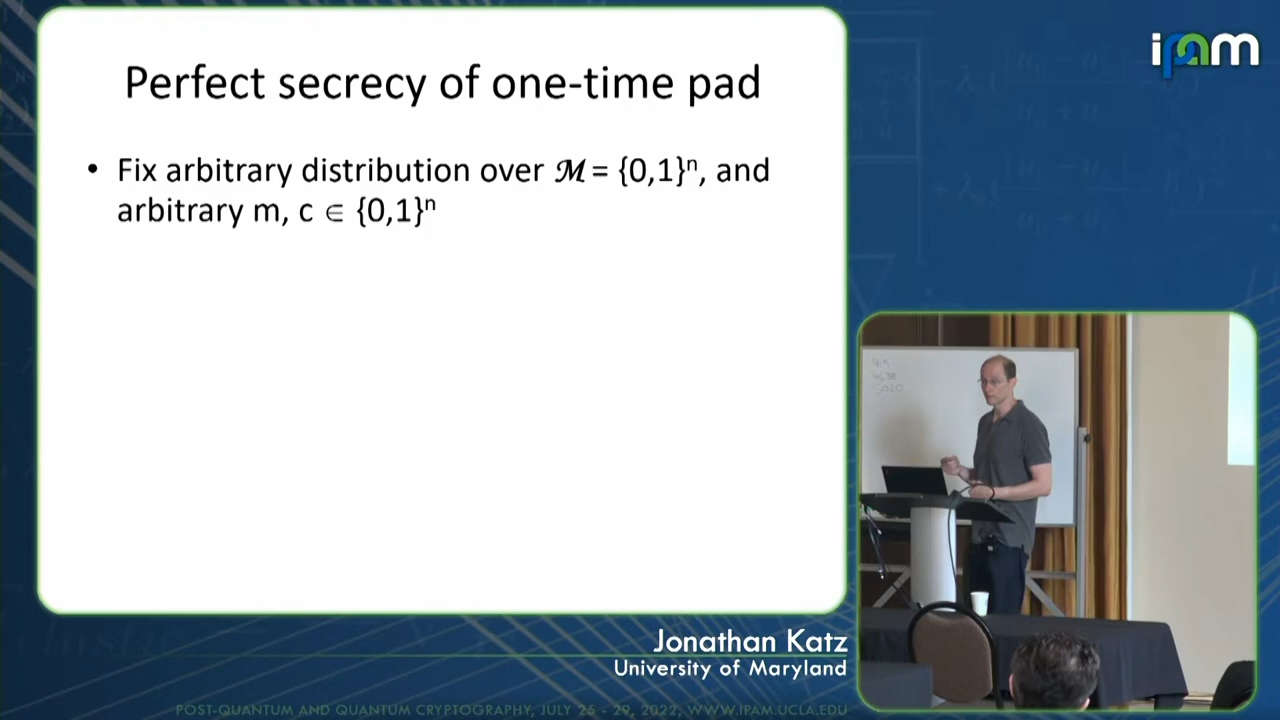 Perfect secrecy of one-time pad
• Fix arbitrary distribution over ℳ = {0,1}ⁿ, and
arbitrary m, c ∈ {0,1}ⁿ
ipam
Jonathan Katz
University of Maryland
POST-QUANTUM AND QUANTUM CRYPTOGRAPHY, JULY 25 - 29, 2022, WWW.IPAM.UCLA.EDU